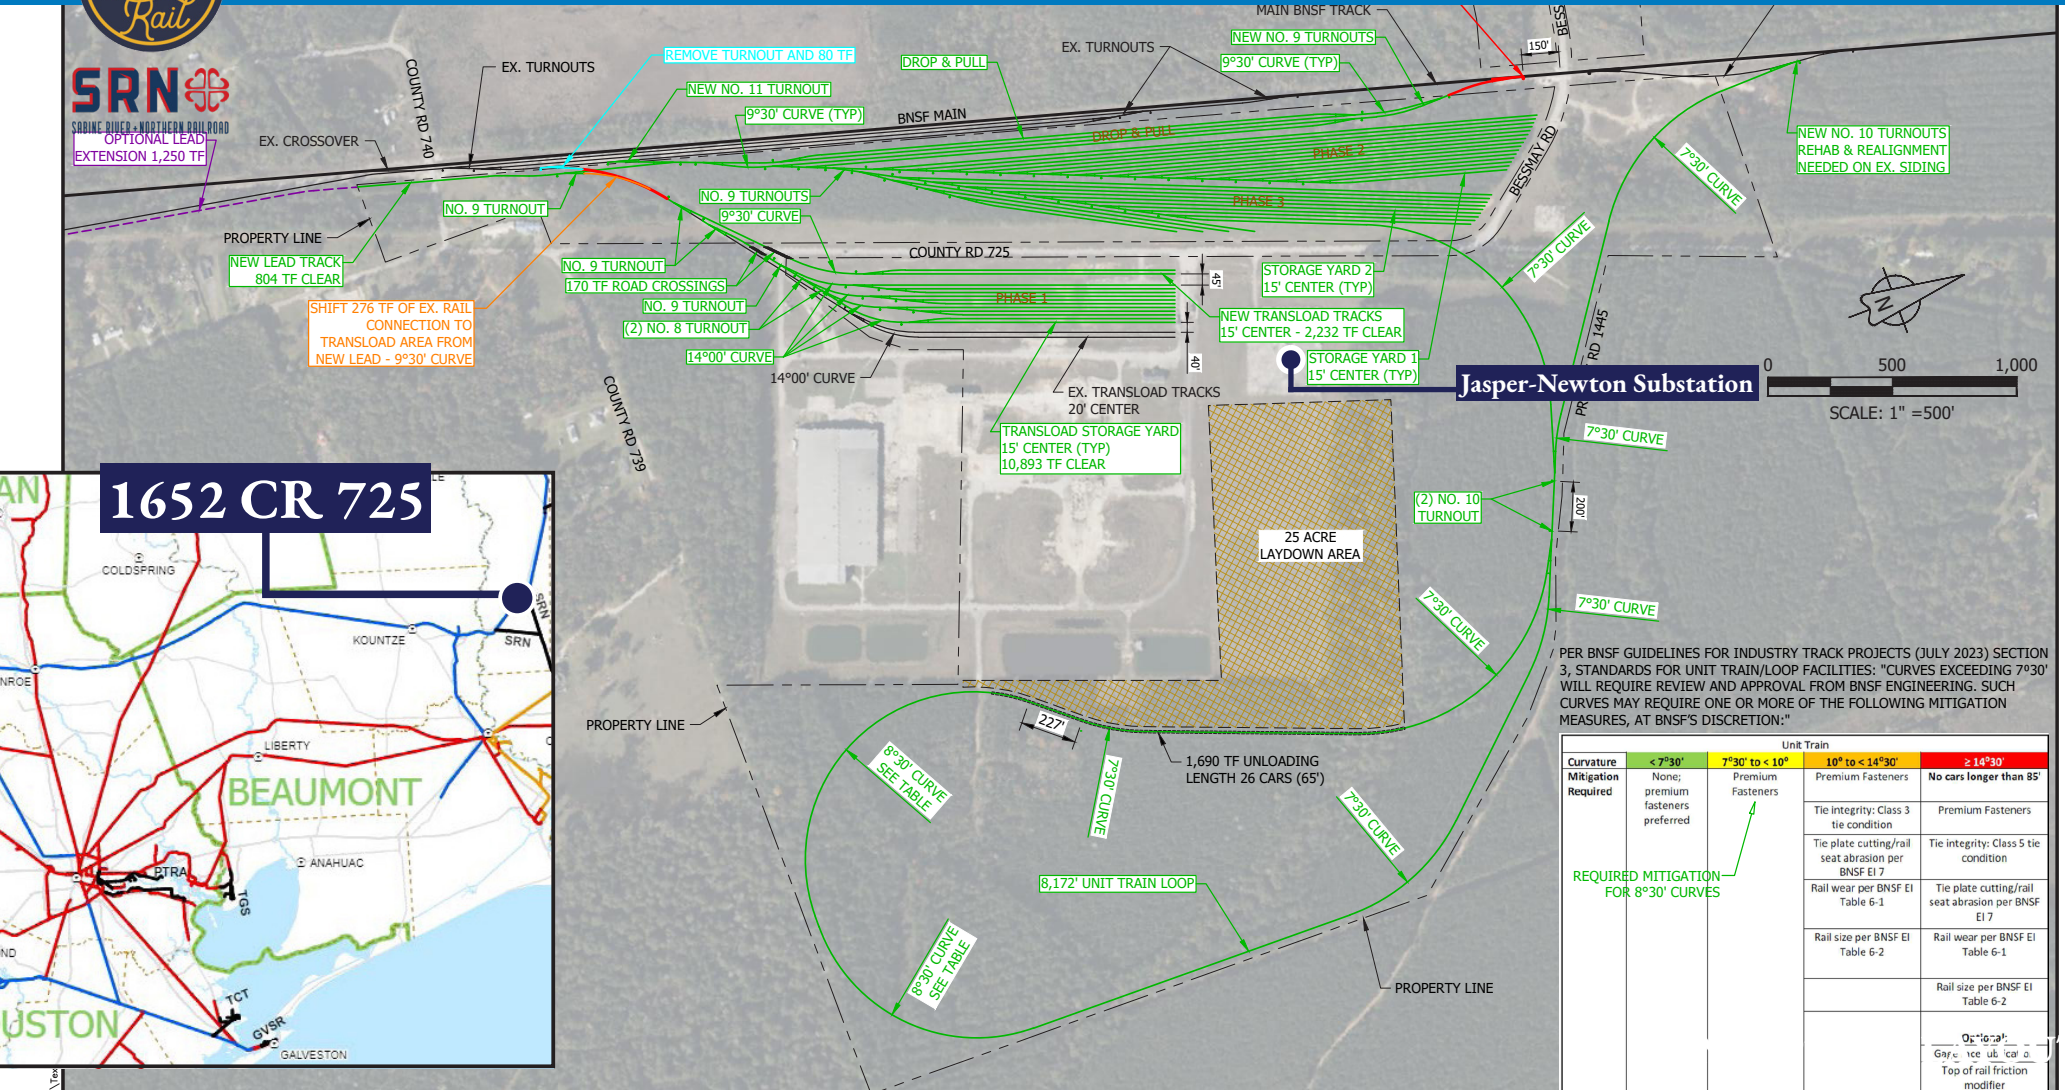 Rail
SRN
SABINE RIVER + NORTHERN RAILROAD
OPTIONAL LEAD
EXTENSION 1,250 TF
EX. CROSSOVER
COUNTY RD 740
EX. TURNOUTS
REMOVE TURNOUT AND 80 TF
NEW NO. 11 TURNOUT
9°30' CURVE (TYP)
DROP & PULL
BNSF MAIN
EX. TURNOUTS
MAIN BNSF TRACK
NEW NO. 9 TURNOUTS
9°30' CURVE (TYP)
150'
DROP & PULL
PHASE 2
PHASE 3
BESSMAY RD
7°30' CURVE
NEW NO. 10 TURNOUTS
REHAB & REALIGNMENT
NEEDED ON EX. SIDING
NO. 9 TURNOUT
PROPERTY LINE
NEW LEAD TRACK
804 TF CLEAR
NO. 9 TURNOUTS
9°30' CURVE
COUNTY RD 725
NO. 9 TURNOUT
170 TF ROAD CROSSINGS
NO. 9 TURNOUT
(2) NO. 8 TURNOUT
14°00' CURVE
14°00' CURVE
SHIFT 276 TF OF EX. RAIL
CONNECTION TO
TRANSLOAD AREA FROM
NEW LEAD - 9°30' CURVE
PHASE 1
45'
40'
STORAGE YARD 2
15' CENTER (TYP)
NEW TRANSLOAD TRACKS
15' CENTER - 2,232 TF CLEAR
STORAGE YARD 1
15' CENTER (TYP)
7°30' CURVE
RD 1445
N
0 500 1,000
SCALE: 1" =500'
Jasper-Newton Substation
EX. TRANSLOAD TRACKS
20' CENTER
TRANSLOAD STORAGE YARD
15' CENTER (TYP)
10,893 TF CLEAR
COUNTY RD 739
7°30' CURVE
(2) NO. 10
TURNOUT
200'
25 ACRE
LAYDOWN AREA
7°30' CURVE
7°30' CURVE
1652 CR 725
COLDSPRING
KOUNTZE
SRN
SRN
NROE
LIBERTY
BEAUMONT
ANAHUAC
PTRA
TGS
TCT
GVSR
GALVESTON
USTON
PROPERTY LINE
227'
7°30' CURVE
1,690 TF UNLOADING
LENGTH 26 CARS (65')
8°30' CURVE
SEE TABLE
7°30' CURVE
8,172' UNIT TRAIN LOOP
8°30' CURVE
SEE TABLE
PROPERTY LINE
PER BNSF GUIDELINES FOR INDUSTRY TRACK PROJECTS (JULY 2023) SECTION
3, STANDARDS FOR UNIT TRAIN/LOOP FACILITIES: "CURVES EXCEEDING 7º30'
WILL REQUIRE REVIEW AND APPROVAL FROM BNSF ENGINEERING. SUCH
CURVES MAY REQUIRE ONE OR MORE OF THE FOLLOWING MITIGATION
MEASURES, AT BNSF'S DISCRETION:"
Unit Train
Curvature < 7º30' 7º30' to < 10º 10º to < 14º30' ≥ 14º30'
Mitigation Required
None; premium fasteners preferred
Premium Fasteners
Premium Fasteners
No cars longer than 85'
Tie integrity: Class 3 tie condition
Premium Fasteners
Tie plate cutting/rail seat abrasion per BNSF EI 7
Tie integrity: Class 5 tie condition
REQUIRED MITIGATION
FOR 8°30' CURVES
Rail wear per BNSF EI Table 6-1
Tie plate cutting/rail seat abrasion per BNSF EI 7
Rail size per BNSF EI Table 6-2
Rail wear per BNSF EI Table 6-1
Rail size per BNSF EI Table 6-2
Optional:
Top of rail friction modifier